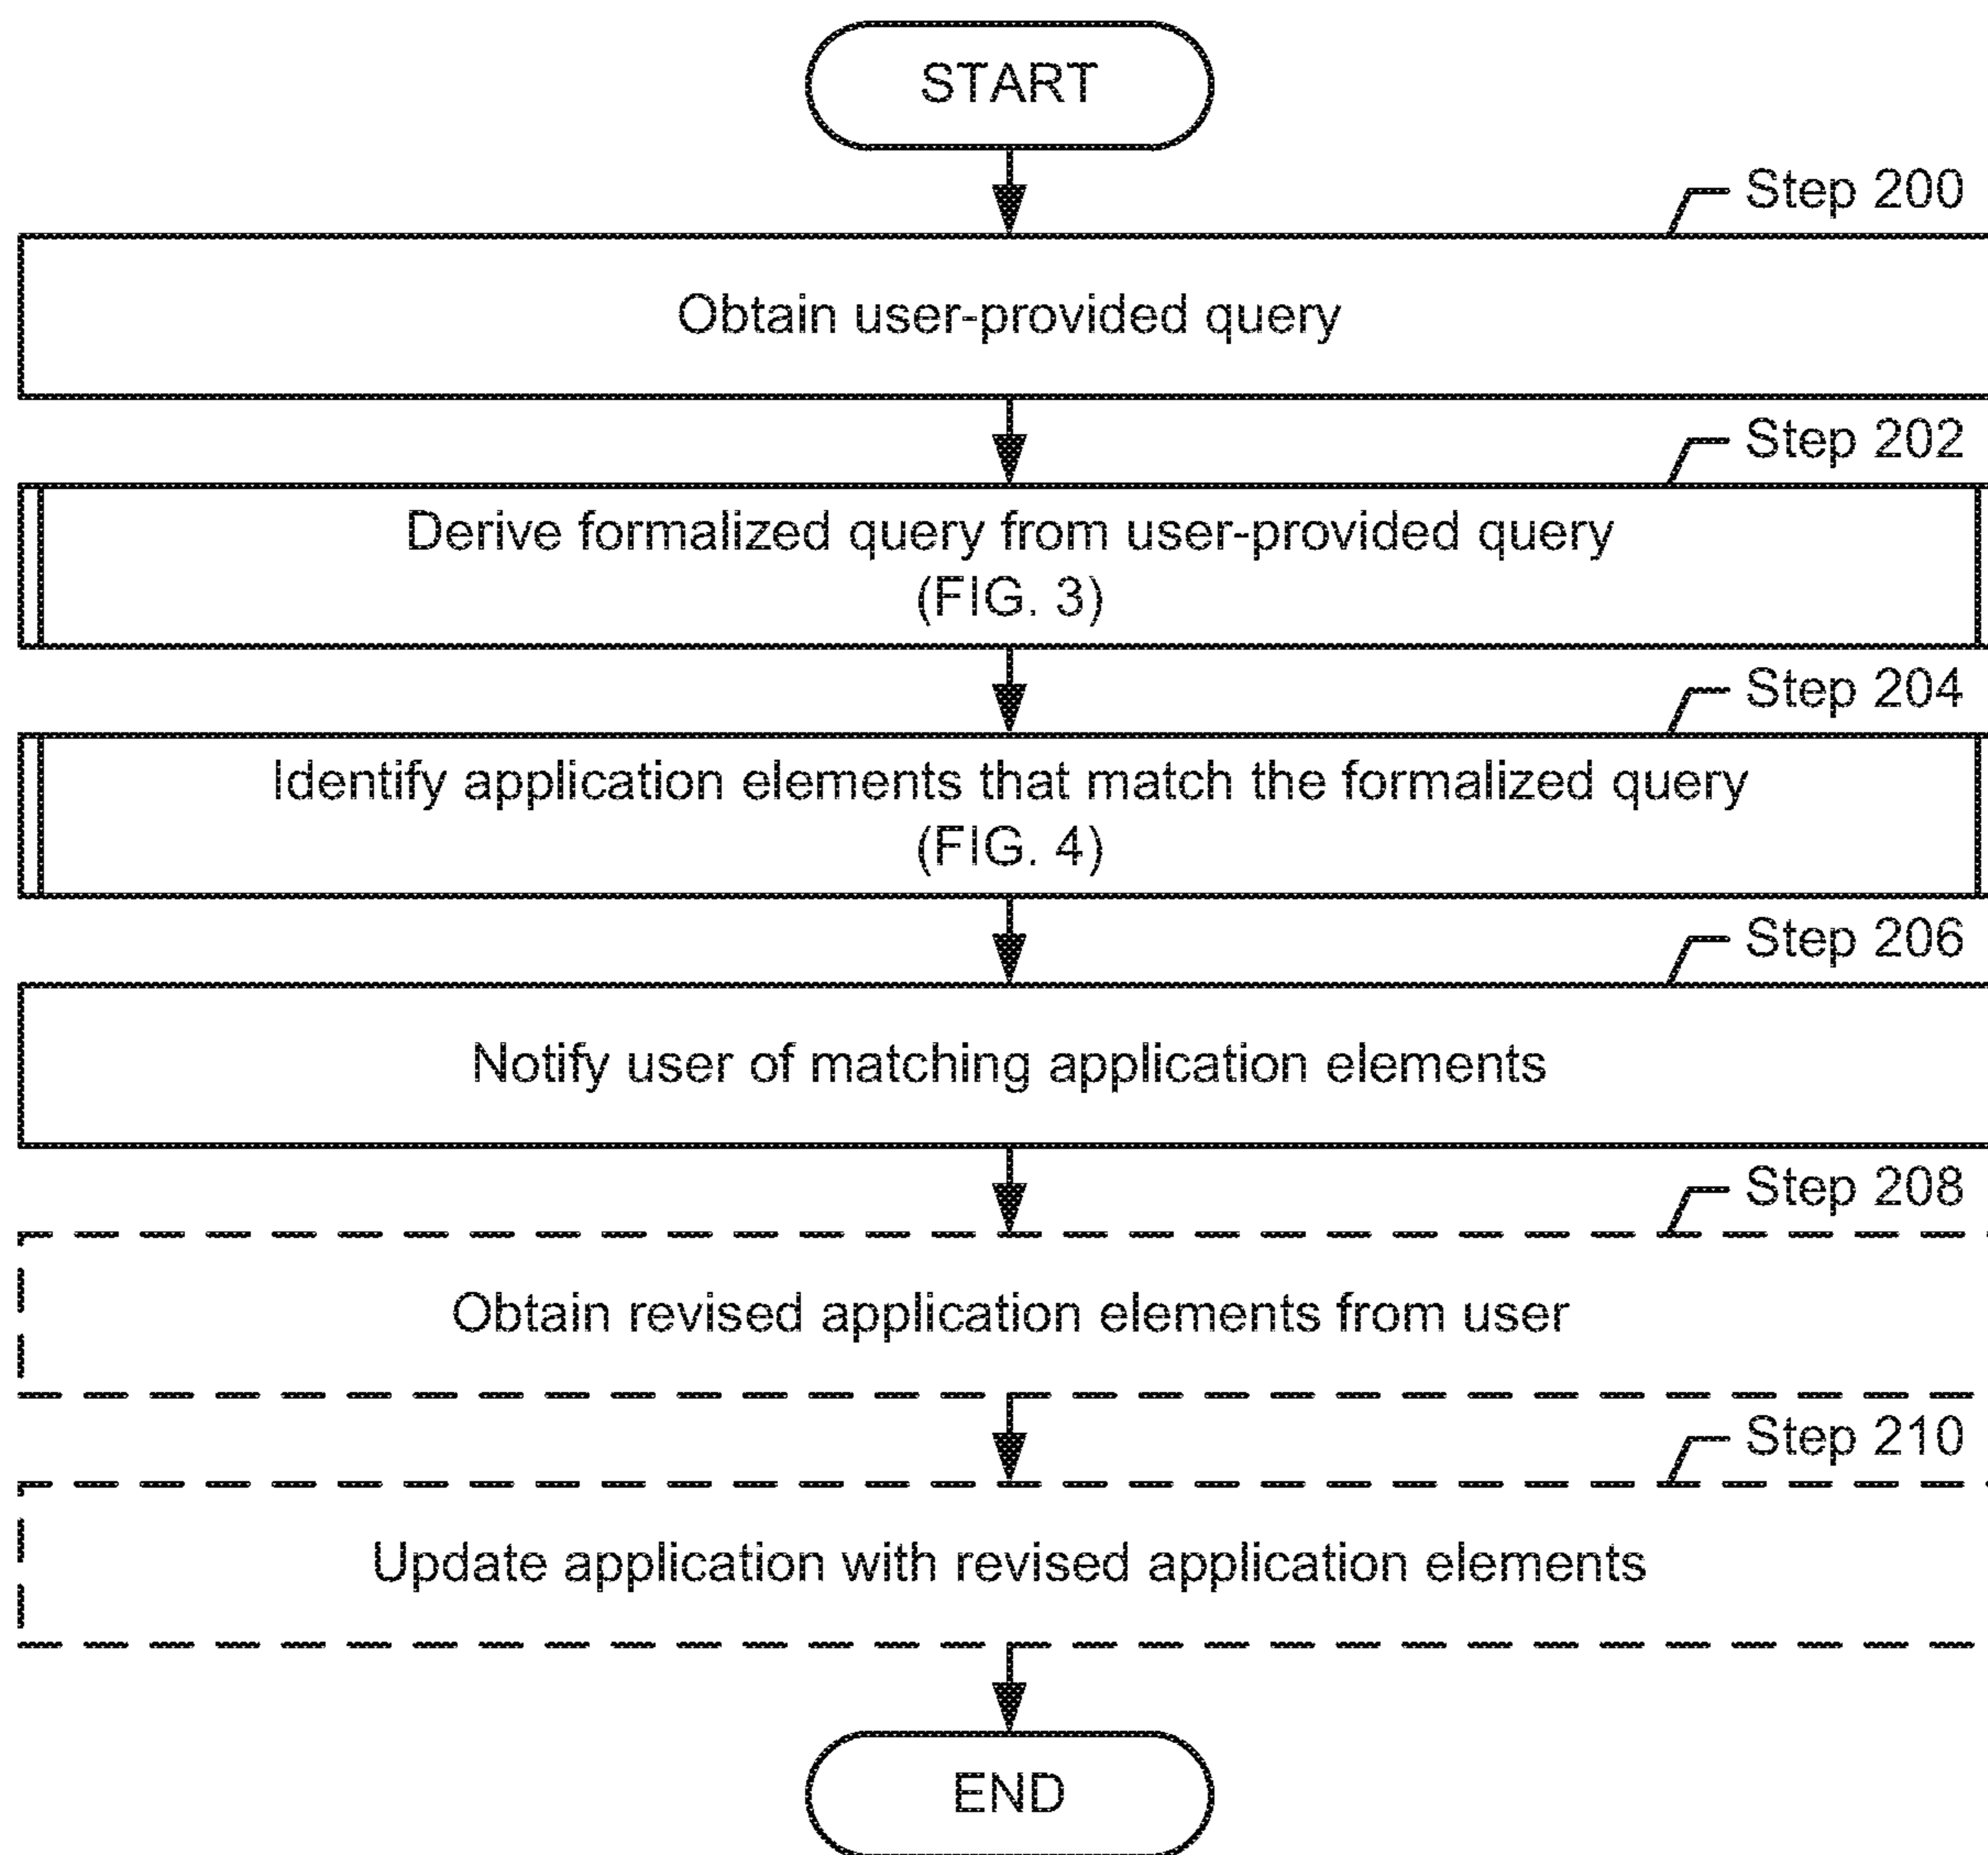 START
Step 200
Obtain user-provided query
Step 202
Derive formalized query from user-provided query
(FIG. 3)
Step 204
Identify application elements that match the formalized query
(FIG. 4)
Step 206
Notify user of matching application elements
Step 208
Obtain revised application elements from user
Step 210
Update application with revised application elements
END